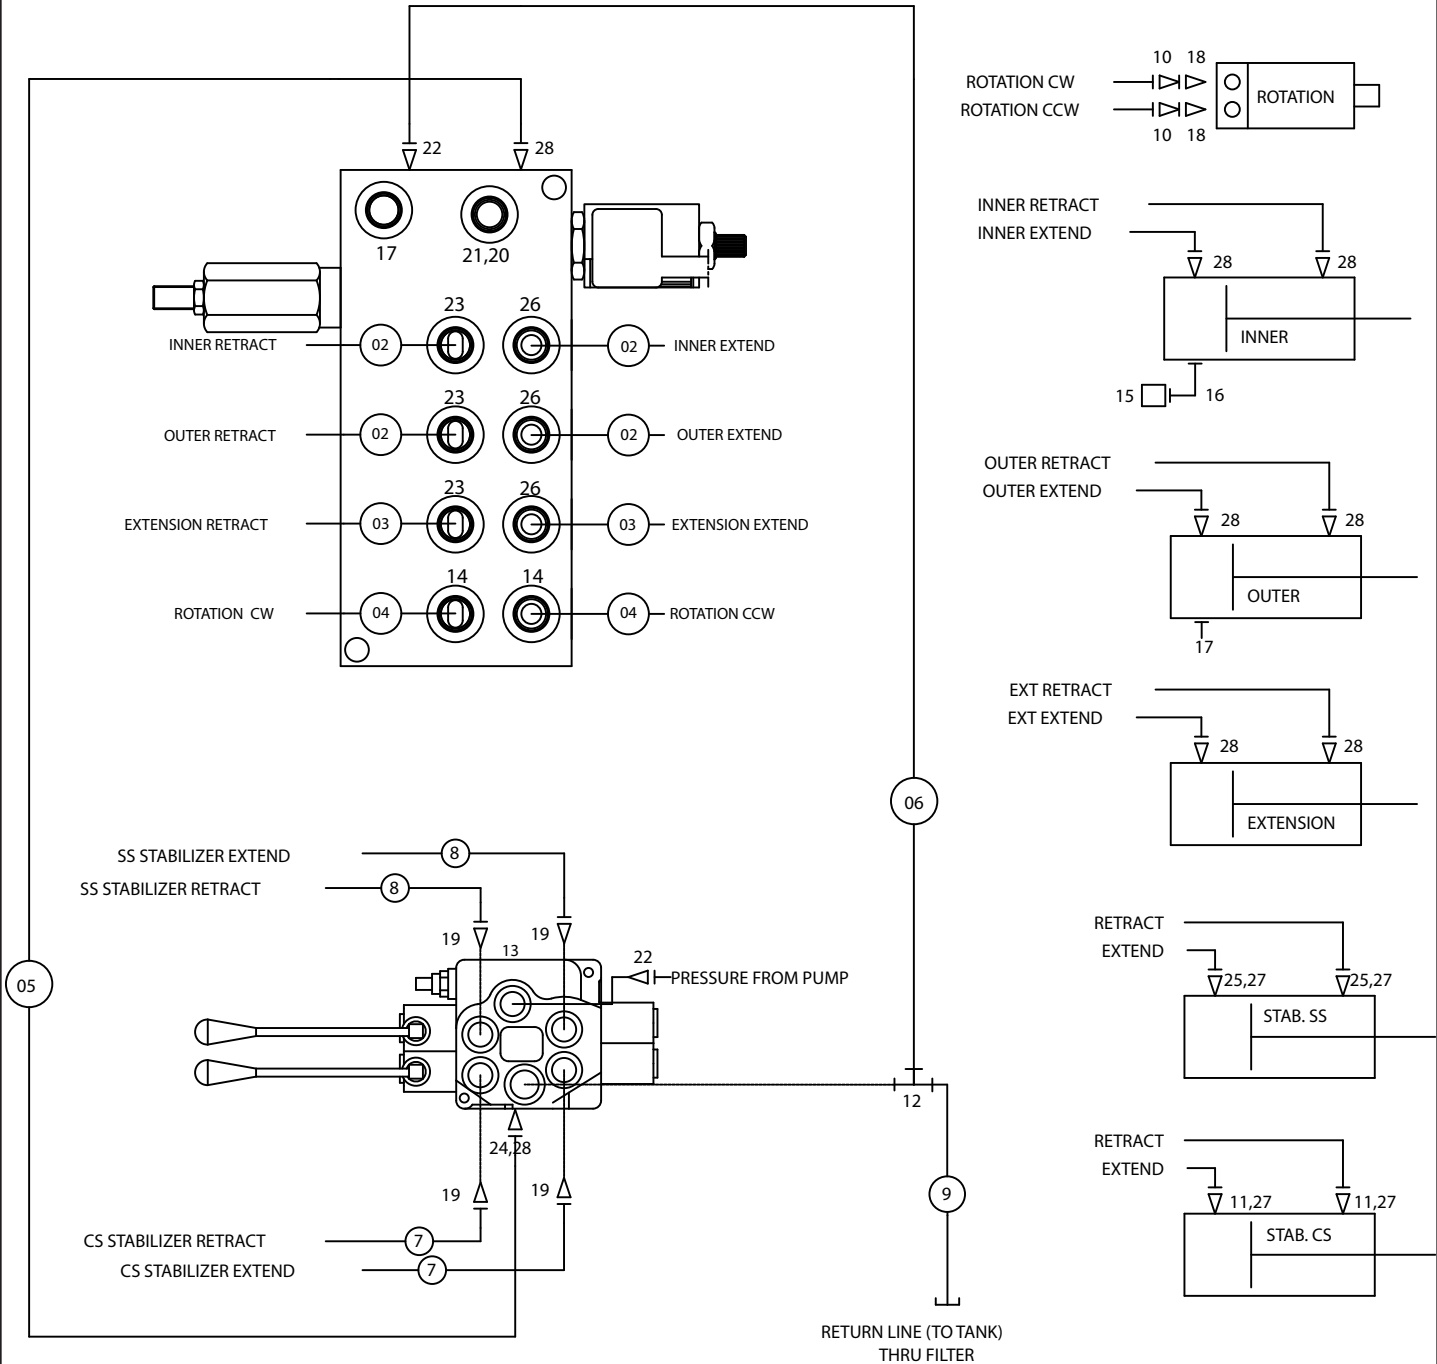 22
28
17
21,20
23
26
INNER RETRACT
02
02
INNER EXTEND
23
26
OUTER RETRACT
02
02
OUTER EXTEND
23
26
EXTENSION RETRACT
03
03
EXTENSION EXTEND
14
14
ROTATION CW
04
04
ROTATION CCW
10 18
ROTATION CW
ROTATION CCW
ROTATION
10 18
INNER RETRACT
INNER EXTEND
28
28
INNER
15
16
OUTER RETRACT
OUTER EXTEND
28
28
OUTER
17
EXT RETRACT
EXT EXTEND
28
28
EXTENSION
06
05
SS STABILIZER EXTEND
8
SS STABILIZER RETRACT
8
19
19
13
22
PRESSURE FROM PUMP
12
24,28
19
19
9
CS STABILIZER RETRACT
7
CS STABILIZER EXTEND
7
RETURN LINE (TO TANK)
THRU FILTER
RETRACT
EXTEND
25,27
25,27
STAB. SS
RETRACT
EXTEND
11,27
11,27
STAB. CS